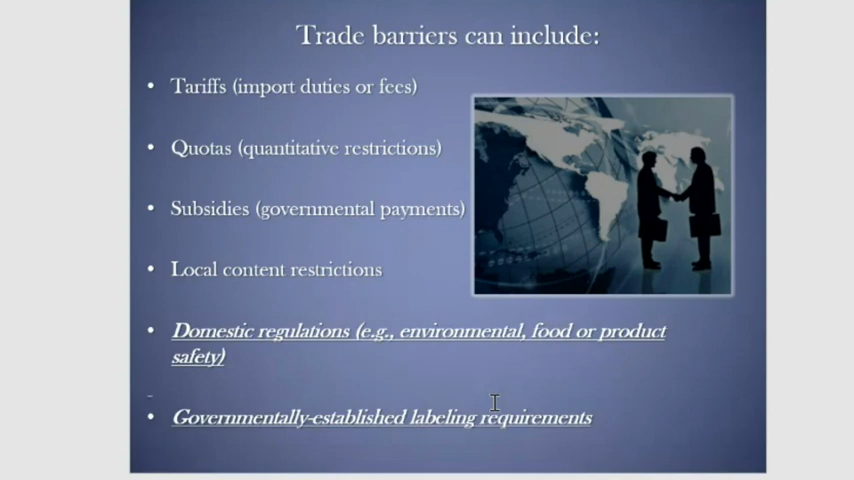 Trade barriers can include:
• Tariffs (import duties or fees)
• Quotas (quantitative restrictions)
• Subsidies (governmental payments)
• Local content restrictions
• Domestic regulations (e.g., environmental, food or product
safety)
• Governmentally-established labeling requirements